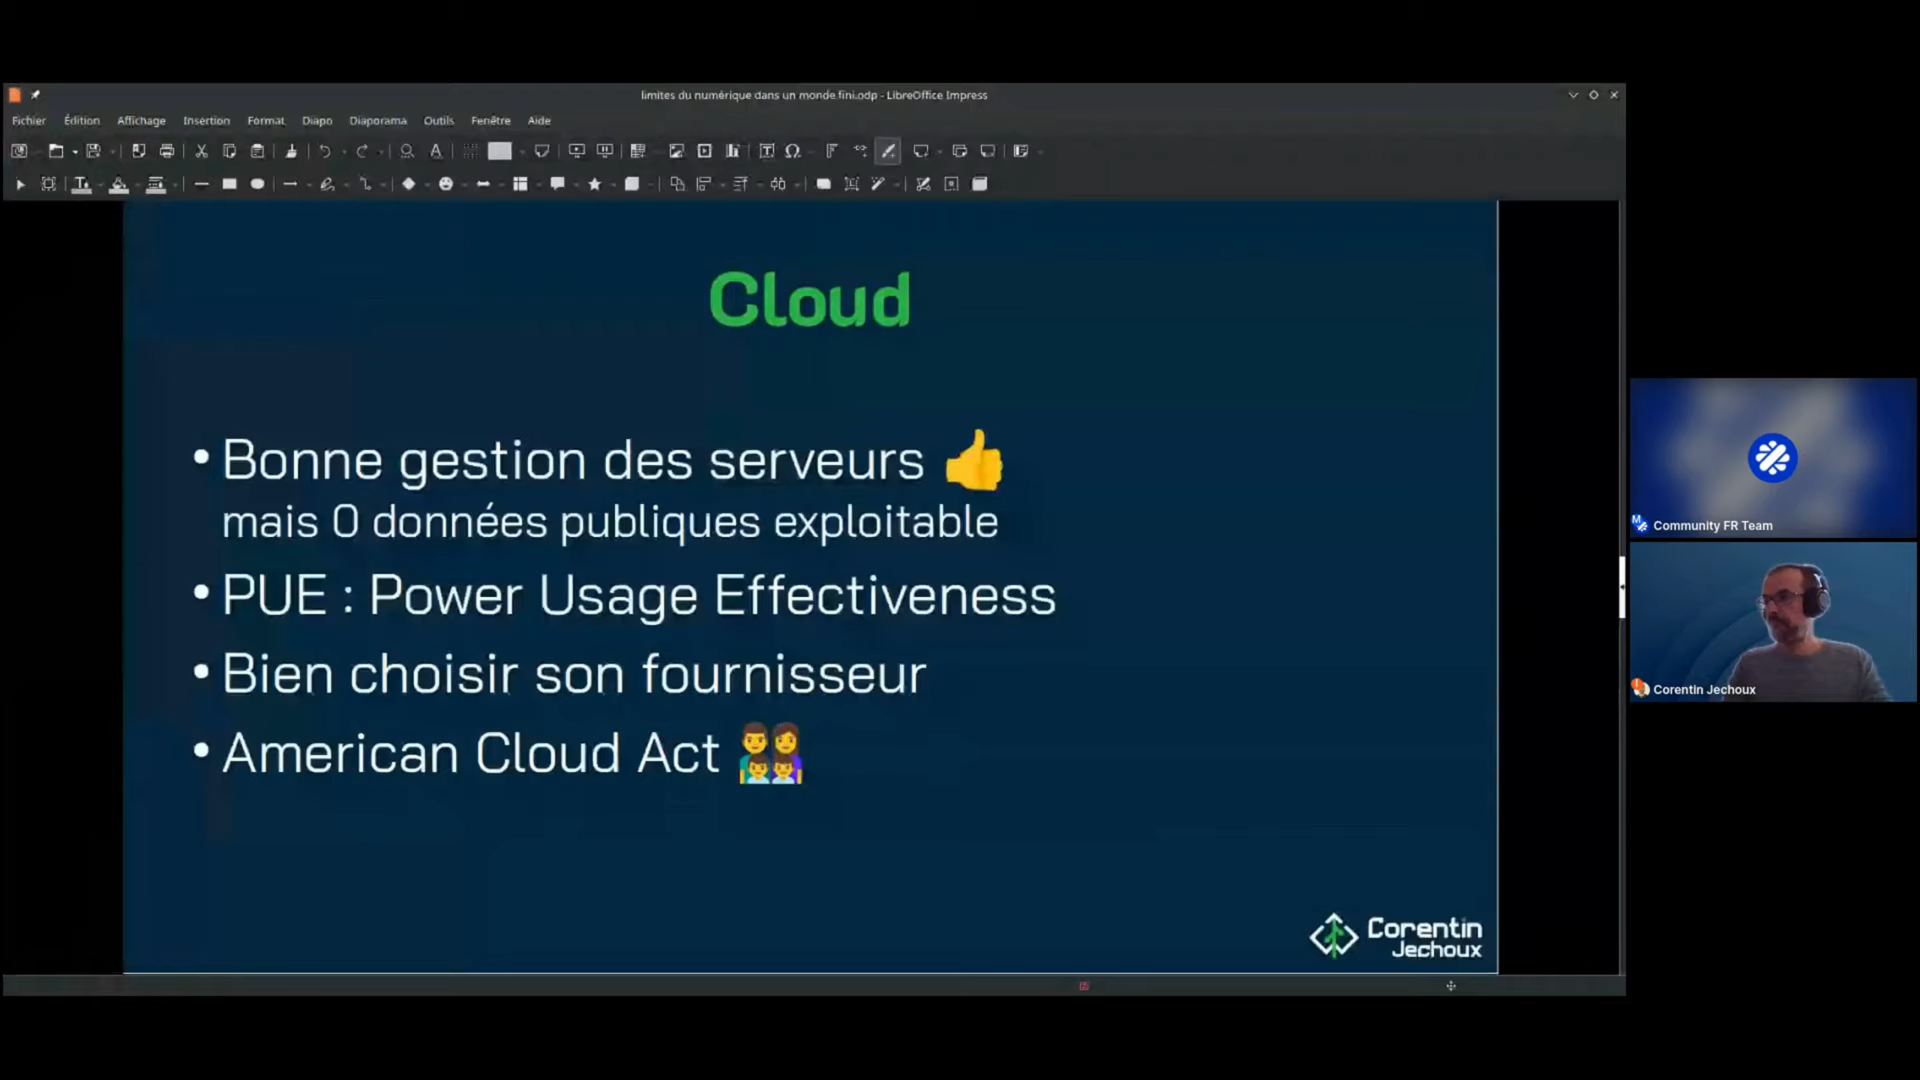 limites du numérique dans un monde fini.odp - LibreOffice Impress
Fichier Édition Affichage Insertion Format Diapo Diaporama Outils Fenêtre Aide
Cloud
• Bonne gestion des serveurs 👍
mais 0 données publiques exploitable
• PUE : Power Usage Effectiveness
• Bien choisir son fournisseur
• American Cloud Act 👨‍👩‍👦‍👦
Corentin
Jechoux
Community FR Team
Corentin Jechoux